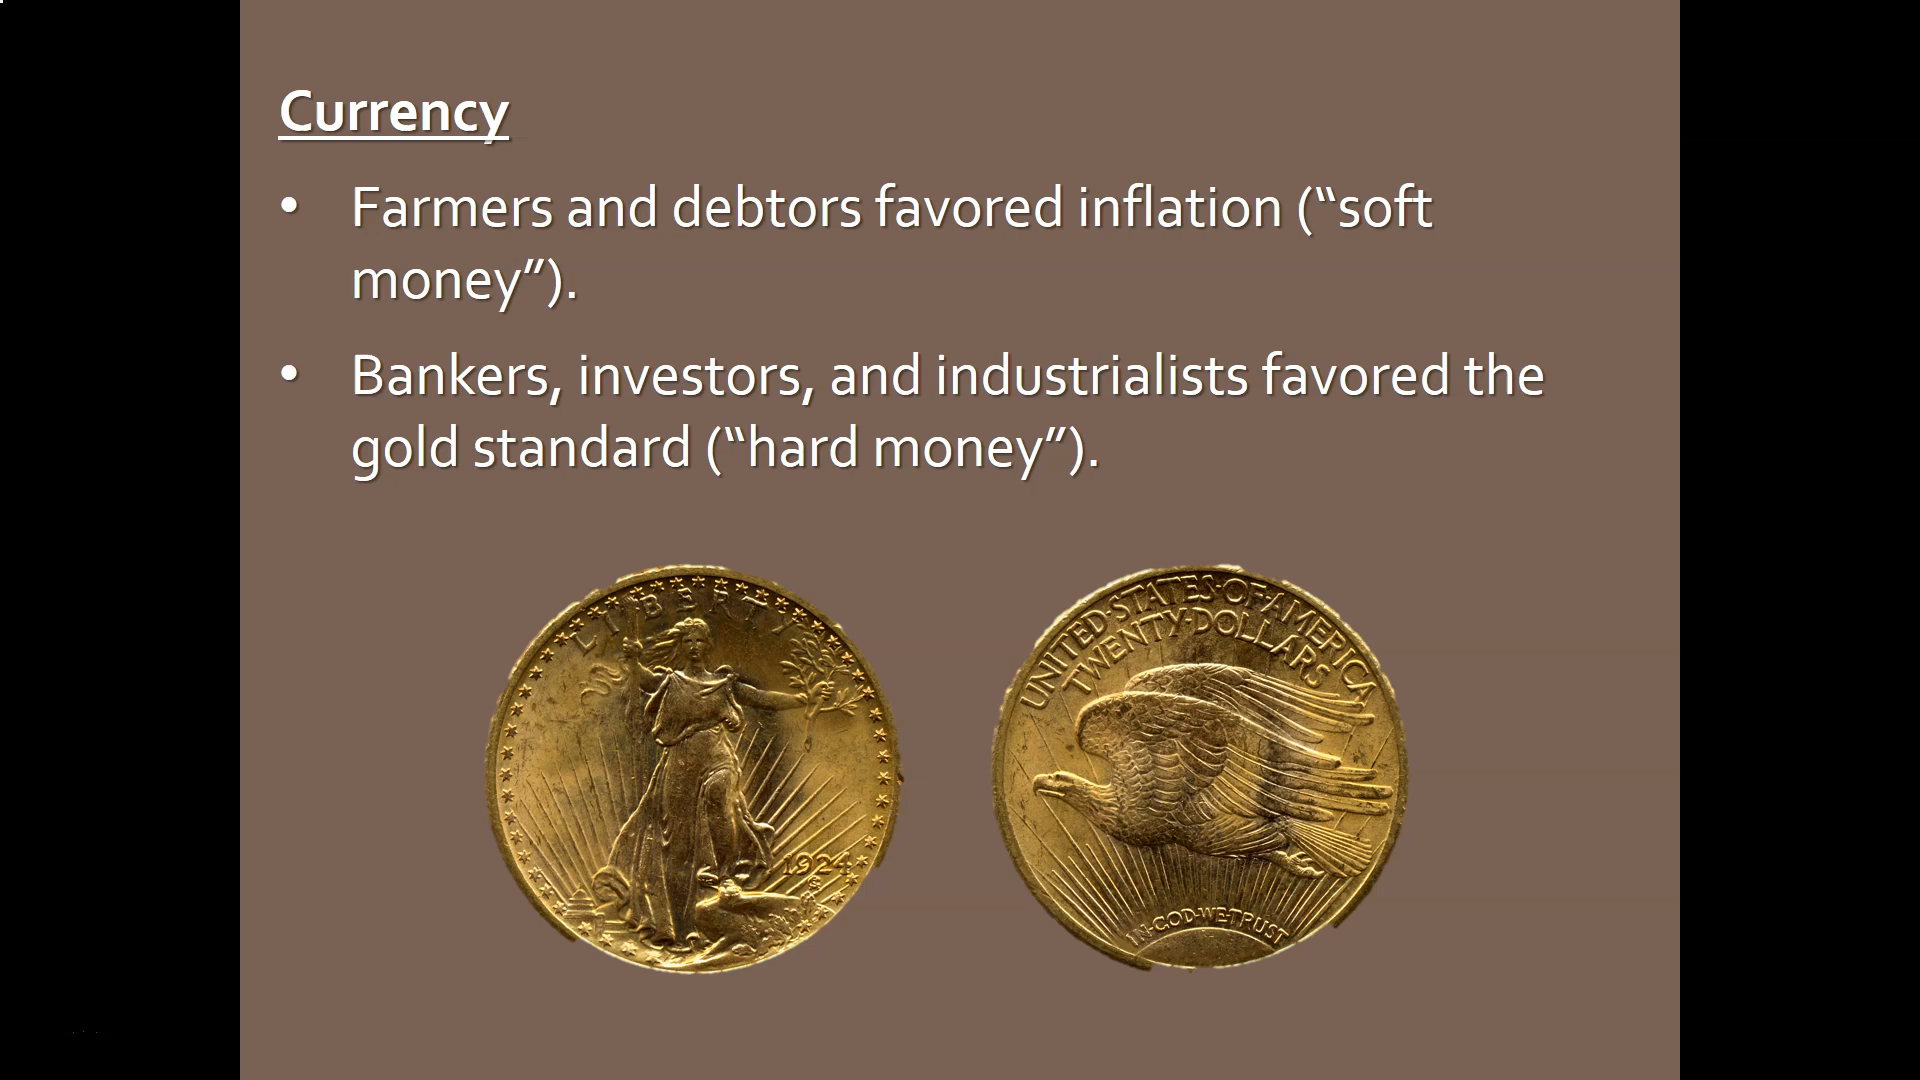 Currency
• Farmers and debtors favored inflation (“soft
money”).
• Bankers, investors, and industrialists favored the
gold standard (“hard money”).
LIBERTY
1924
UNITED·STATES·OF·AMERICA
TWENTY·DOLLARS
IN·GOD·WE·TRUST